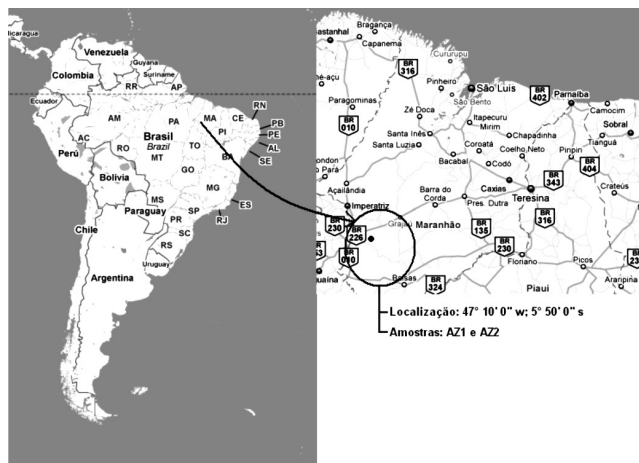 Nicaragua
Venezuela
Guyana
Suriname
Colombia
RR
AP
Ecuador
AM
PA
MA
CE
RN
PB
PI
PE
AL
SE
AC
Brasil
Brazil
RO
TO
BA
Perú
MT
GO
Bolivia
MG
ES
MS
SP
RJ
Paraguay
PR
SC
Chile
RS
Uruguay
Argentina
Bragança
Capanema
Cururupu
BR
316
Pinheiro
São Luis
São Bento
BR
402
Parnaíba
Camocim
Paragominas
Zé Doca
Itapecuru
Mirim
Sobral
BR
010
Santa Inês
Chapadinha
Tianguá
Santa Luzia
Coroatá
Coelho Neto
BR
404
Bacabal
Codó
BR
343
Crateús
Açailândia
Caxias
Teresina
Barra do
Corda
Pres. Dutra
BR
316
Imperatriz
BR
230
BR
226
Grajaú
Maranhão
BR
135
BR
230
BR
010
Floriano
Picos
Balsas
BR
324
Piaui
Localização: 47° 10' 0" w; 5° 50' 0" s
Amostras: AZ1 e AZ2